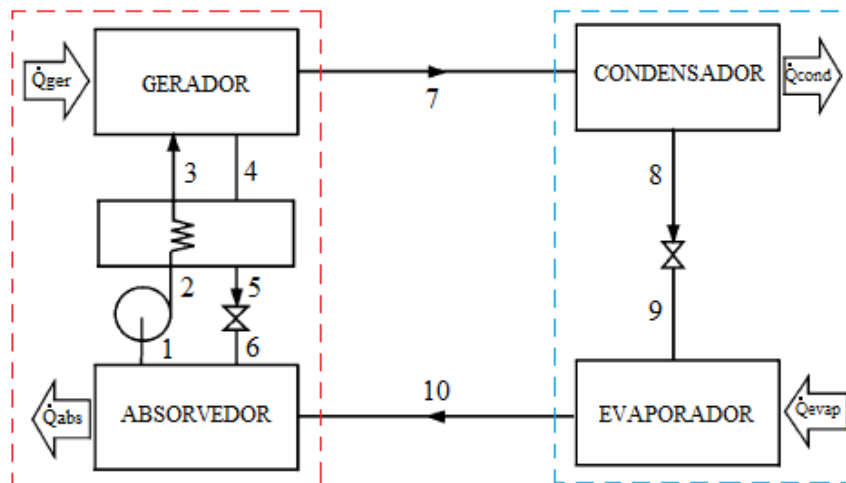 Q̇ger
GERADOR
7
CONDENSADOR
Q̇cond
3
4
8
2
5
9
1
6
10
Q̇abs
ABSORVEDOR
EVAPORADOR
Q̇evap